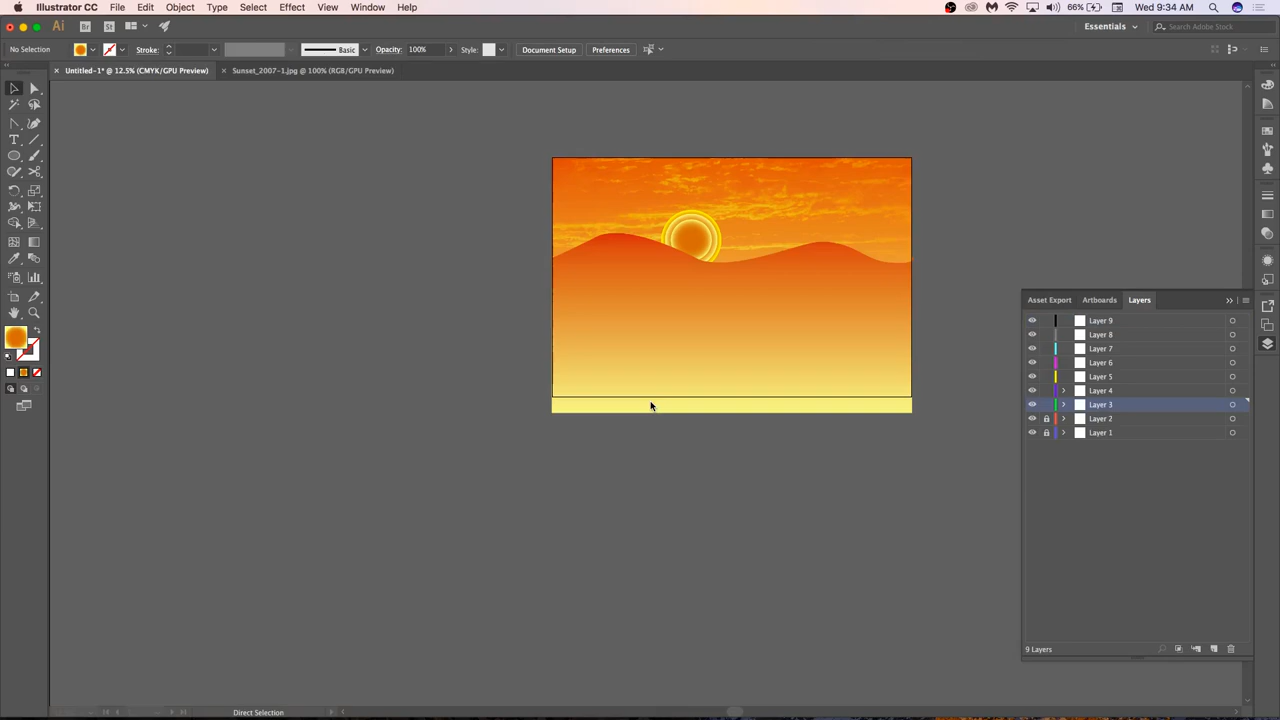 Illustrator CC File Edit Object Type Select Effect View Window Help 66% Wed 9:34 AM
Ai Br St Essentials Search Adobe Stock
No Selection Stroke: Basic Opacity: 100% Style: Document Setup Preferences
× Untitled-1* @ 12.5% (CMYK/GPU Preview) × Sunset_2007-1.jpg @ 100% (RGB/GPU Preview)
Asset Export Artboards Layers
Layer 9
Layer 8
Layer 7
Layer 6
Layer 5
Layer 4
Layer 3
Layer 2
Layer 1
9 Layers
Direct Selection